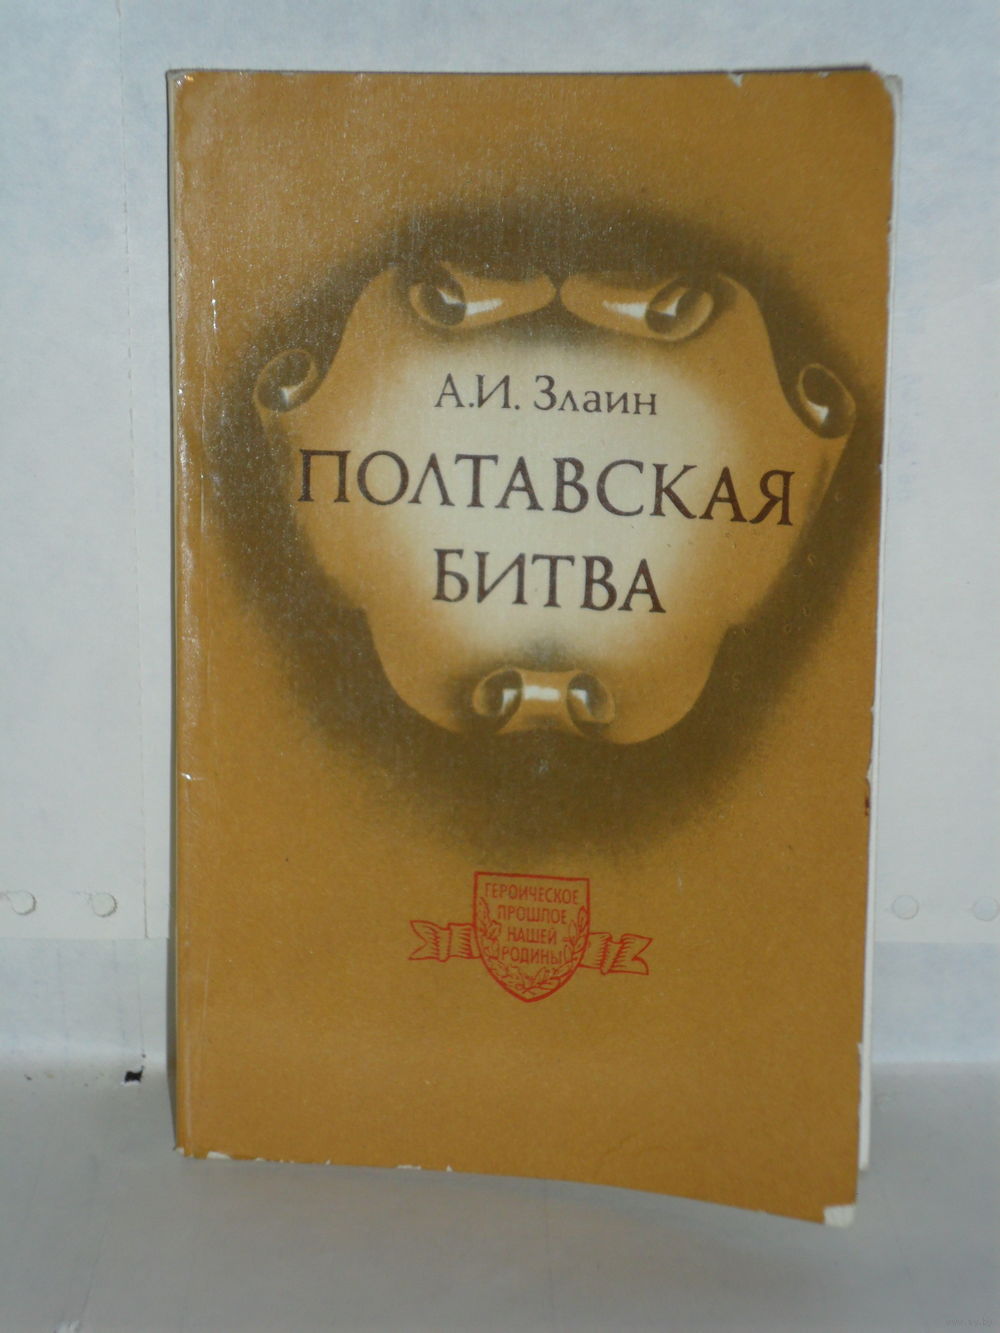 А.И. Злаин
ПОЛТАВСКАЯ
БИТВА
ГЕРОИЧЕСКОЕ
ПРОШЛОЕ
НАШЕЙ
РОДИНЫ